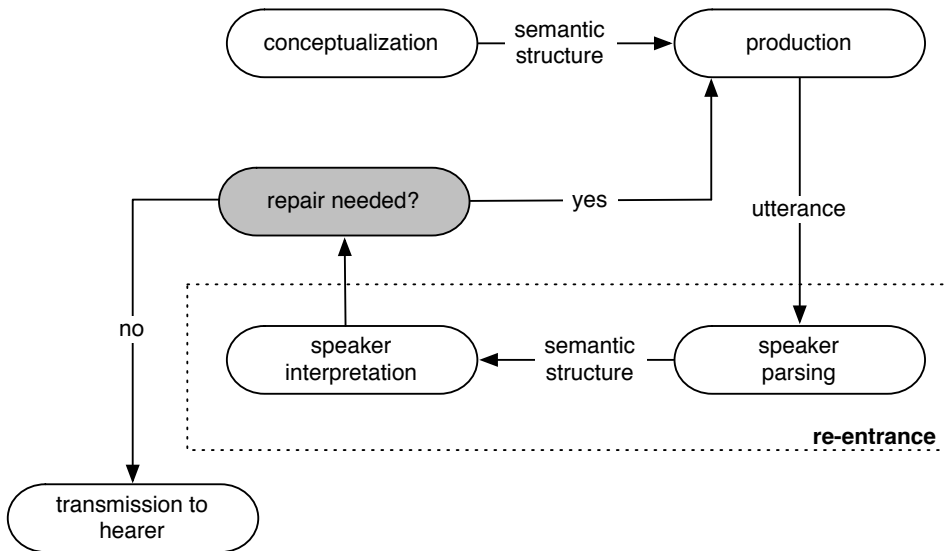 conceptualization
semantic
structure
production
repair needed?
yes
utterance
no
speaker
interpretation
semantic
structure
speaker
parsing
re-entrance
transmission to
hearer